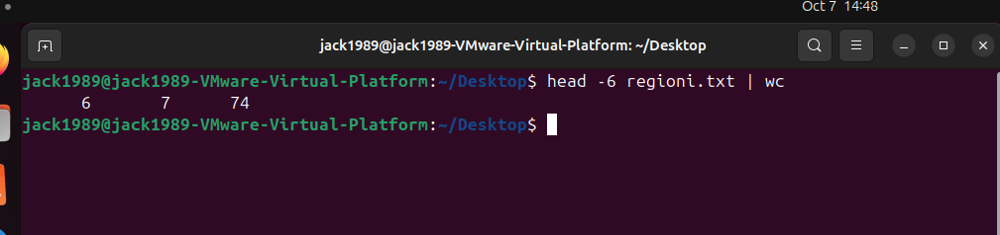 Oct 7 14:48
jack1989@jack1989-VMware-Virtual-Platform: ~/Desktop
jack1989@jack1989-VMware-Virtual-Platform:~/Desktop$ head -6 regioni.txt | wc
6 7 74
jack1989@jack1989-VMware-Virtual-Platform:~/Desktop$